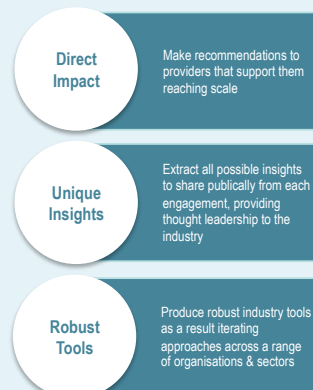 Direct
Impact
Make recommendations to
providers that support them
reaching scale
Unique
Insights
Extract all possible insights
to share publically from each
engagement, providing
thought leadership to the
industry
Robust
Tools
Produce robust industry tools
as a result iterating
approaches across a range
of organisations & sectors